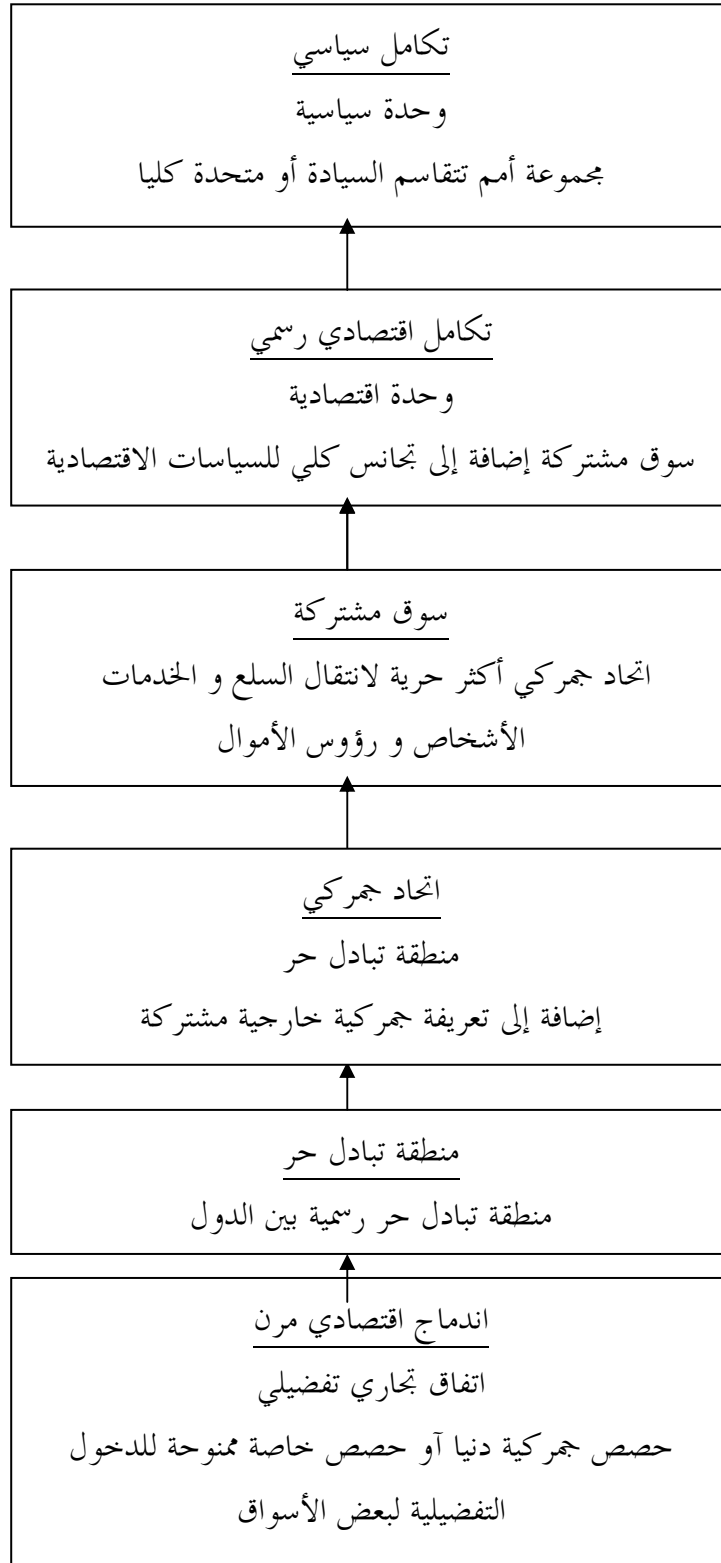 تكامل سياسي
وحدة سياسية
مجموعة أمم تتقاسم السيادة أو متحدة كليا
تكامل اقتصادي رسمي
وحدة اقتصادية
سوق مشتركة إضافة إلى تجانس كلي للسياسات الاقتصادية
سوق مشتركة
اتحاد جمركي أكثر حرية لانتقال السلع و الخدمات
الأشخاص و رؤوس الأموال
اتحاد جمركي
منطقة تبادل حر
إضافة إلى تعريفة جمركية خارجية مشتركة
منطقة تبادل حر
منطقة تبادل حر رسمية بين الدول
اندماج اقتصادي مرن
اتفاق تجاري تفضيلي
حصص جمركية دنيا آو حصص خاصة ممنوحة للدخول
التفضيلية لبعض الأسواق